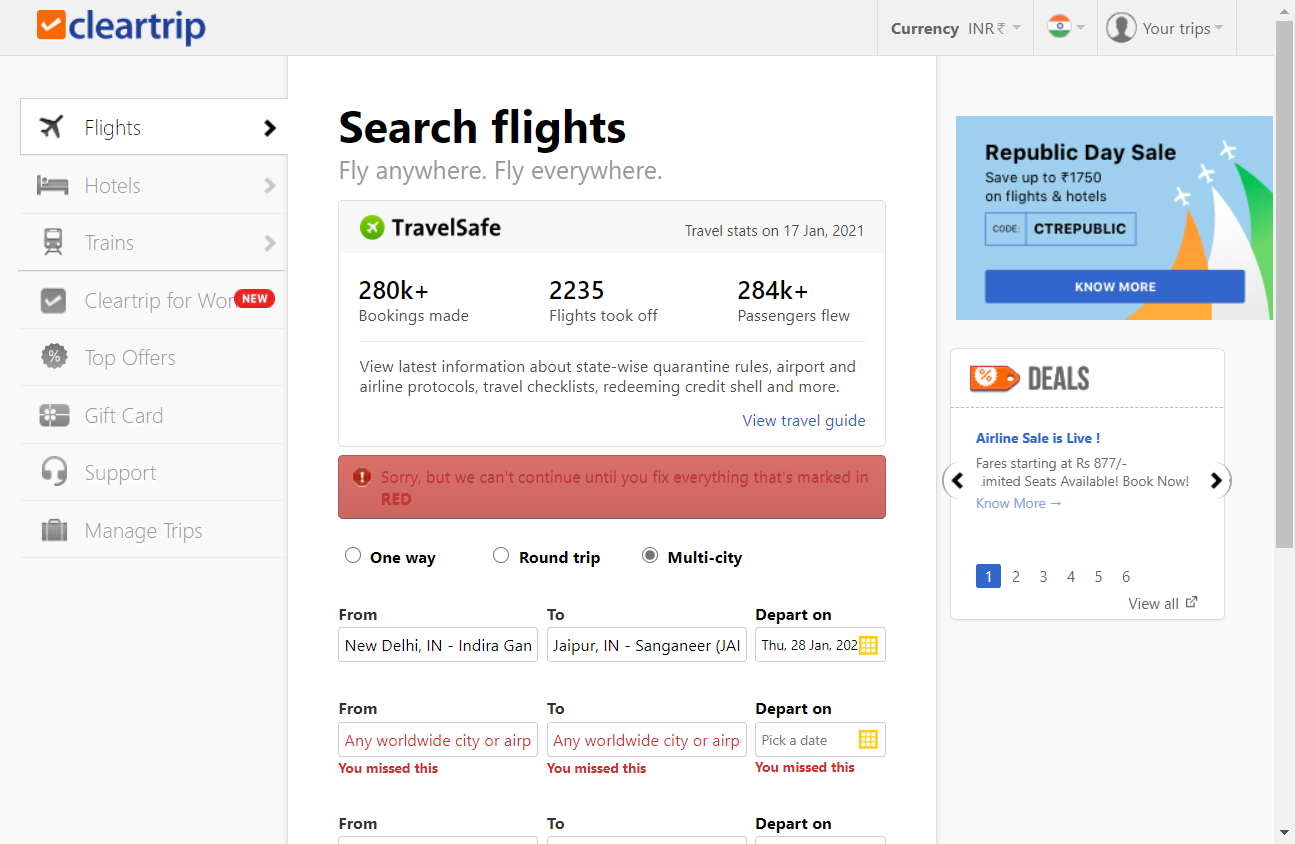 cleartrip
Currency INR₹
Your trips
Flights
Hotels
Trains
Cleartrip for Wor
NEW
Top Offers
Gift Card
Support
Manage Trips
Search flights
Fly anywhere. Fly everywhere.
TravelSafe
Travel stats on 17 Jan, 2021
280k+ 2235 284k+
Bookings made Flights took off Passengers flew
View latest information about state-wise quarantine rules, airport and
airline protocols, travel checklists, redeeming credit shell and more.
View travel guide
Sorry, but we can't continue until you fix everything that's marked in
RED
One way Round trip Multi-city
From To Depart on
New Delhi, IN - Indira Gan Jaipur, IN - Sanganeer (JAI Thu, 28 Jan, 202
From To Depart on
Any worldwide city or airp Any worldwide city or airp Pick a date
You missed this You missed this You missed this
From To Depart on
Republic Day Sale
Save up to ₹1750
on flights & hotels
CODE: CTREPUBLIC
KNOW MORE
% DEALS
Airline Sale is Live !
Fares starting at Rs 877/-
.imited Seats Available! Book Now!
Know More →
1 2 3 4 5 6
View all